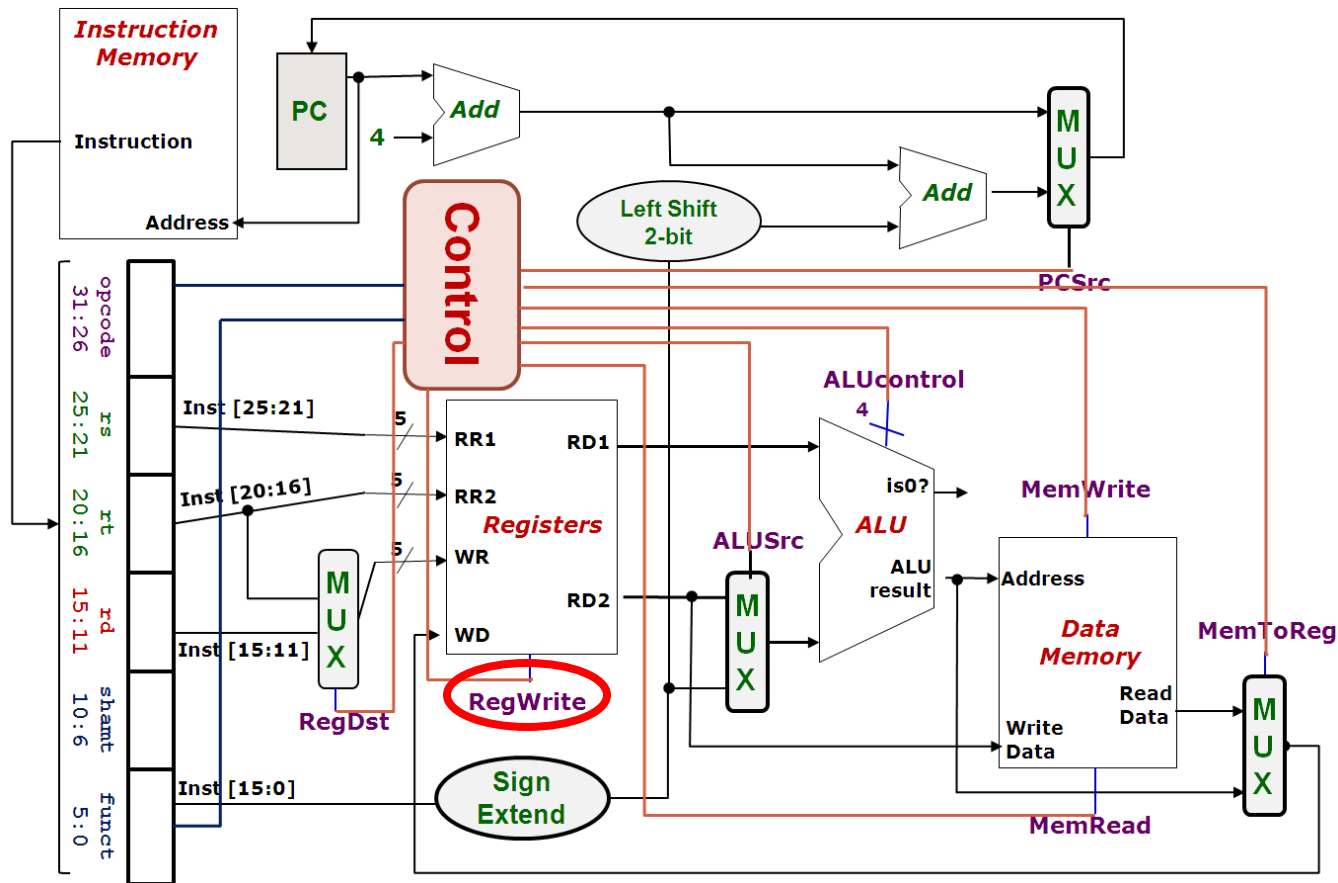 Instruction
Memory
Instruction
Address
PC
4
Add
Add
M
U
X
PCSrc
Left Shift
2-bit
Control
opcode
31:26
rs
25:21
rt
20:16
rd
15:11
shamt
10:6
funct
5:0
Inst [25:21]
5
Inst [20:16]
5
5
Inst [15:11]
Inst [15:0]
M
U
X
RegDst
RR1
RR2
WR
WD
Registers
RD1
RD2
RegWrite
Sign
Extend
ALUSrc
M
U
X
ALUcontrol
4
is0?
ALU
ALU
result
MemWrite
Address
Data
Memory
Read
Data
Write
Data
MemRead
MemToReg
M
U
X